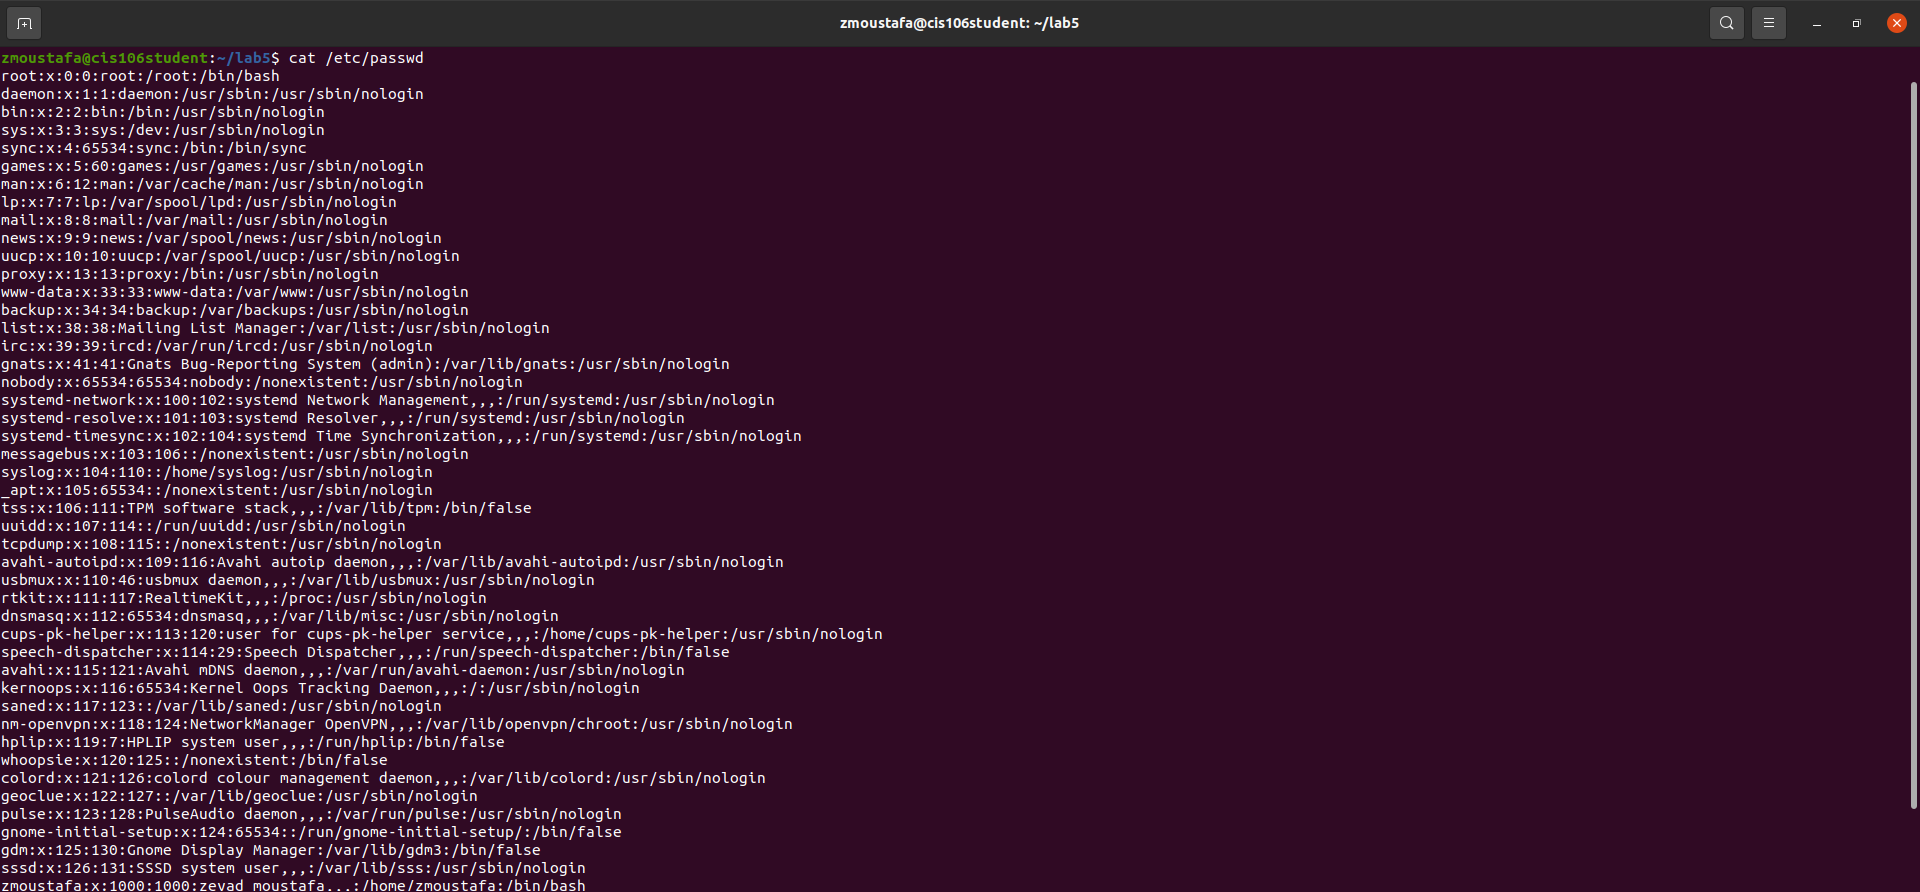 zmoustafa@cis106student: ~/lab5
zmoustafa@cis106student:~/lab5$ cat /etc/passwd
root:x:0:0:root:/root:/bin/bash
daemon:x:1:1:daemon:/usr/sbin:/usr/sbin/nologin
bin:x:2:2:bin:/bin:/usr/sbin/nologin
sys:x:3:3:sys:/dev:/usr/sbin/nologin
sync:x:4:65534:sync:/bin:/bin/sync
games:x:5:60:games:/usr/games:/usr/sbin/nologin
man:x:6:12:man:/var/cache/man:/usr/sbin/nologin
lp:x:7:7:lp:/var/spool/lpd:/usr/sbin/nologin
mail:x:8:8:mail:/var/mail:/usr/sbin/nologin
news:x:9:9:news:/var/spool/news:/usr/sbin/nologin
uucp:x:10:10:uucp:/var/spool/uucp:/usr/sbin/nologin
proxy:x:13:13:proxy:/bin:/usr/sbin/nologin
www-data:x:33:33:www-data:/var/www:/usr/sbin/nologin
backup:x:34:34:backup:/var/backups:/usr/sbin/nologin
list:x:38:38:Mailing List Manager:/var/list:/usr/sbin/nologin
irc:x:39:39:ircd:/var/run/ircd:/usr/sbin/nologin
gnats:x:41:41:Gnats Bug-Reporting System (admin):/var/lib/gnats:/usr/sbin/nologin
nobody:x:65534:65534:nobody:/nonexistent:/usr/sbin/nologin
systemd-network:x:100:102:systemd Network Management,,,:/run/systemd:/usr/sbin/nologin
systemd-resolve:x:101:103:systemd Resolver,,,:/run/systemd:/usr/sbin/nologin
systemd-timesync:x:102:104:systemd Time Synchronization,,,:/run/systemd:/usr/sbin/nologin
messagebus:x:103:106::/nonexistent:/usr/sbin/nologin
syslog:x:104:110::/home/syslog:/usr/sbin/nologin
_apt:x:105:65534::/nonexistent:/usr/sbin/nologin
tss:x:106:111:TPM software stack,,,:/var/lib/tpm:/bin/false
uuidd:x:107:114::/run/uuidd:/usr/sbin/nologin
tcpdump:x:108:115::/nonexistent:/usr/sbin/nologin
avahi-autoipd:x:109:116:Avahi autoip daemon,,,:/var/lib/avahi-autoipd:/usr/sbin/nologin
usbmux:x:110:46:usbmux daemon,,,:/var/lib/usbmux:/usr/sbin/nologin
rtkit:x:111:117:RealtimeKit,,,:/proc:/usr/sbin/nologin
dnsmasq:x:112:65534:dnsmasq,,,:/var/lib/misc:/usr/sbin/nologin
cups-pk-helper:x:113:120:user for cups-pk-helper service,,,:/home/cups-pk-helper:/usr/sbin/nologin
speech-dispatcher:x:114:29:Speech Dispatcher,,,:/run/speech-dispatcher:/bin/false
avahi:x:115:121:Avahi mDNS daemon,,,:/var/run/avahi-daemon:/usr/sbin/nologin
kernoops:x:116:65534:Kernel Oops Tracking Daemon,,,:/:/usr/sbin/nologin
saned:x:117:123::/var/lib/saned:/usr/sbin/nologin
nm-openvpn:x:118:124:NetworkManager OpenVPN,,,:/var/lib/openvpn/chroot:/usr/sbin/nologin
hplip:x:119:7:HPLIP system user,,,:/run/hplip:/bin/false
whoopsie:x:120:125::/nonexistent:/bin/false
colord:x:121:126:colord colour management daemon,,,:/var/lib/colord:/usr/sbin/nologin
geoclue:x:122:127::/var/lib/geoclue:/usr/sbin/nologin
pulse:x:123:128:PulseAudio daemon,,,:/var/run/pulse:/usr/sbin/nologin
gnome-initial-setup:x:124:65534::/run/gnome-initial-setup/:/bin/false
gdm:x:125:130:Gnome Display Manager:/var/lib/gdm3:/bin/false
sssd:x:126:131:SSSD system user,,,:/var/lib/sss:/usr/sbin/nologin
zmoustafa:x:1000:1000:zeyad moustafa,,,:/home/zmoustafa:/bin/bash